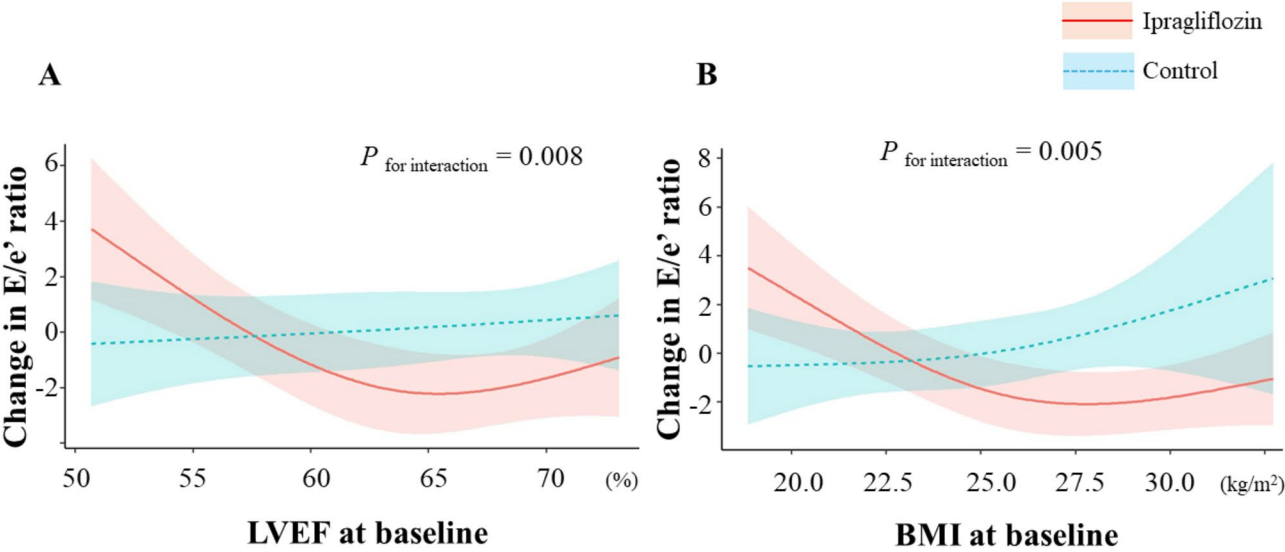 Ipragliflozin
Control
A
P for interaction = 0.008
Change in E/e’ ratio
6
4
2
0
-2
50 55 60 65 70 (%)
LVEF at baseline
B
P for interaction = 0.005
Change in E/e’ ratio
8
6
4
2
0
-2
20.0 22.5 25.0 27.5 30.0 (kg/m²)
BMI at baseline